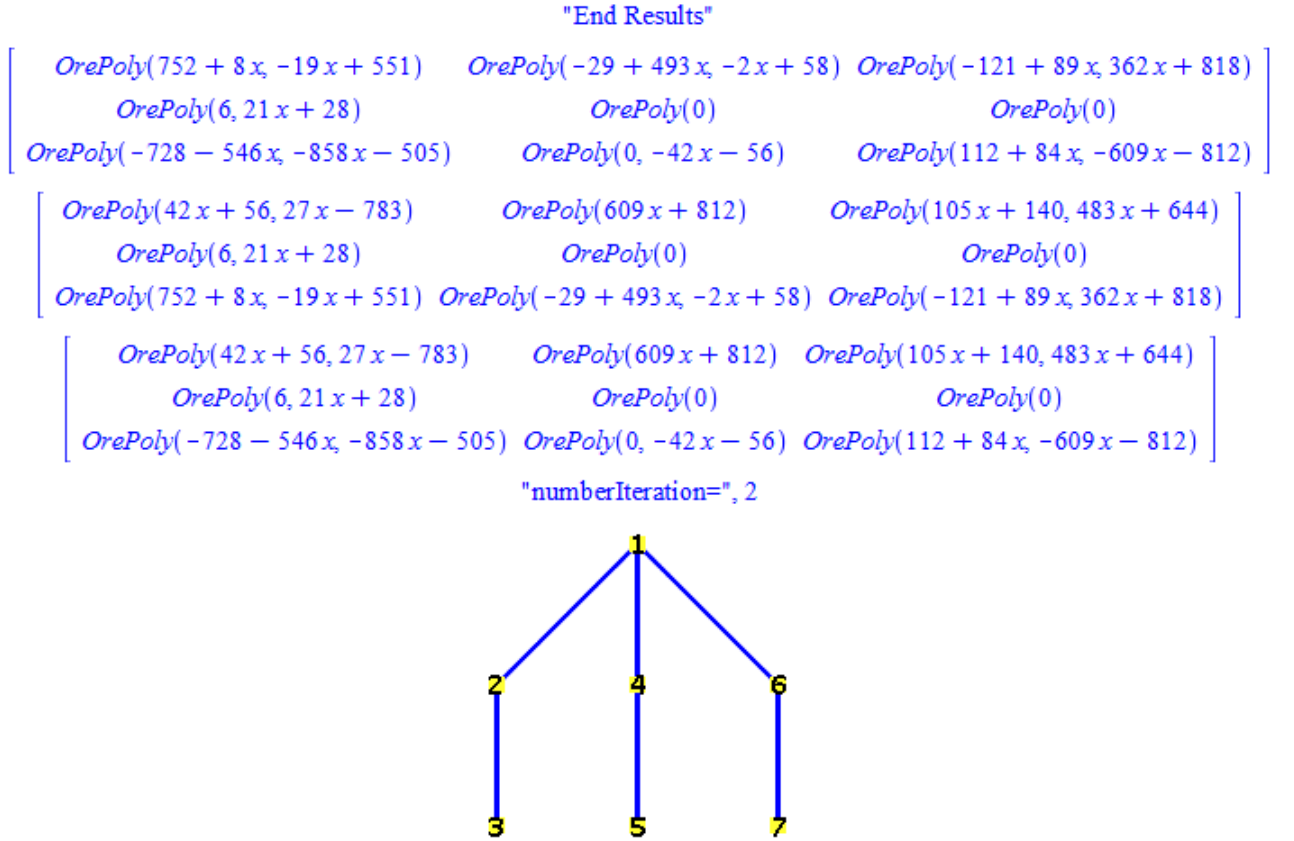 "End Results"
OrePoly(752 + 8 x, −19 x + 551) OrePoly(−29 + 493 x, −2 x + 58) OrePoly(−121 + 89 x, 362 x + 818)
OrePoly(6, 21 x + 28) OrePoly(0) OrePoly(0)
OrePoly(−728 − 546 x, −858 x − 505) OrePoly(0, −42 x − 56) OrePoly(112 + 84 x, −609 x − 812)
OrePoly(42 x + 56, 27 x − 783) OrePoly(609 x + 812) OrePoly(105 x + 140, 483 x + 644)
OrePoly(6, 21 x + 28) OrePoly(0) OrePoly(0)
OrePoly(752 + 8 x, −19 x + 551) OrePoly(−29 + 493 x, −2 x + 58) OrePoly(−121 + 89 x, 362 x + 818)
OrePoly(42 x + 56, 27 x − 783) OrePoly(609 x + 812) OrePoly(105 x + 140, 483 x + 644)
OrePoly(6, 21 x + 28) OrePoly(0) OrePoly(0)
OrePoly(−728 − 546 x, −858 x − 505) OrePoly(0, −42 x − 56) OrePoly(112 + 84 x, −609 x − 812)
"numberIteration=", 2
1
2 4 6
3 5 7